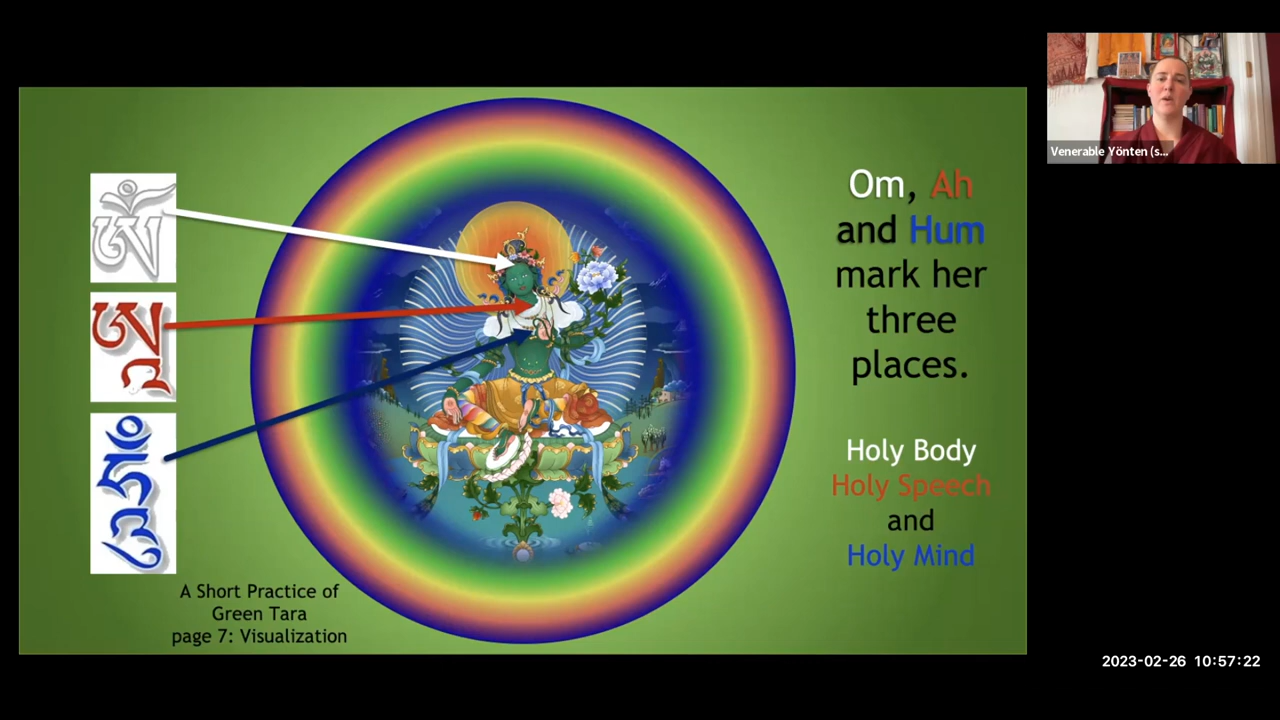 ༀ
ཨཱ
ཧཱུྃ
Om, Ah
and Hum
mark her
three
places.
Holy Body
Holy Speech
and
Holy Mind
A Short Practice of
Green Tara
page 7: Visualization
Venerable Yönten (s...
2023-02-26 10:57:22